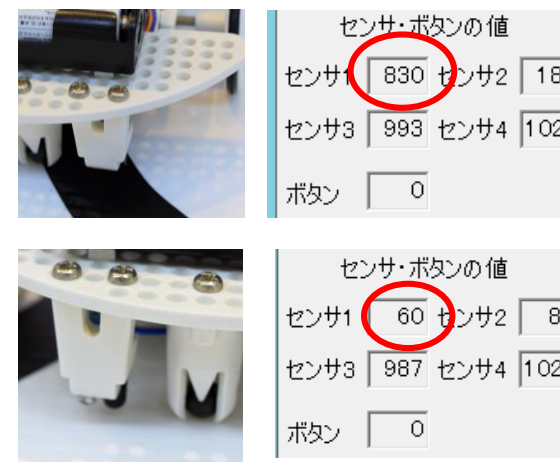 センサ・ボタンの値
センサ1 830 センサ2 18
センサ3 993 センサ4 102
ボタン 0
センサ・ボタンの値
センサ1 60 センサ2 8
センサ3 987 センサ4 102
ボタン 0